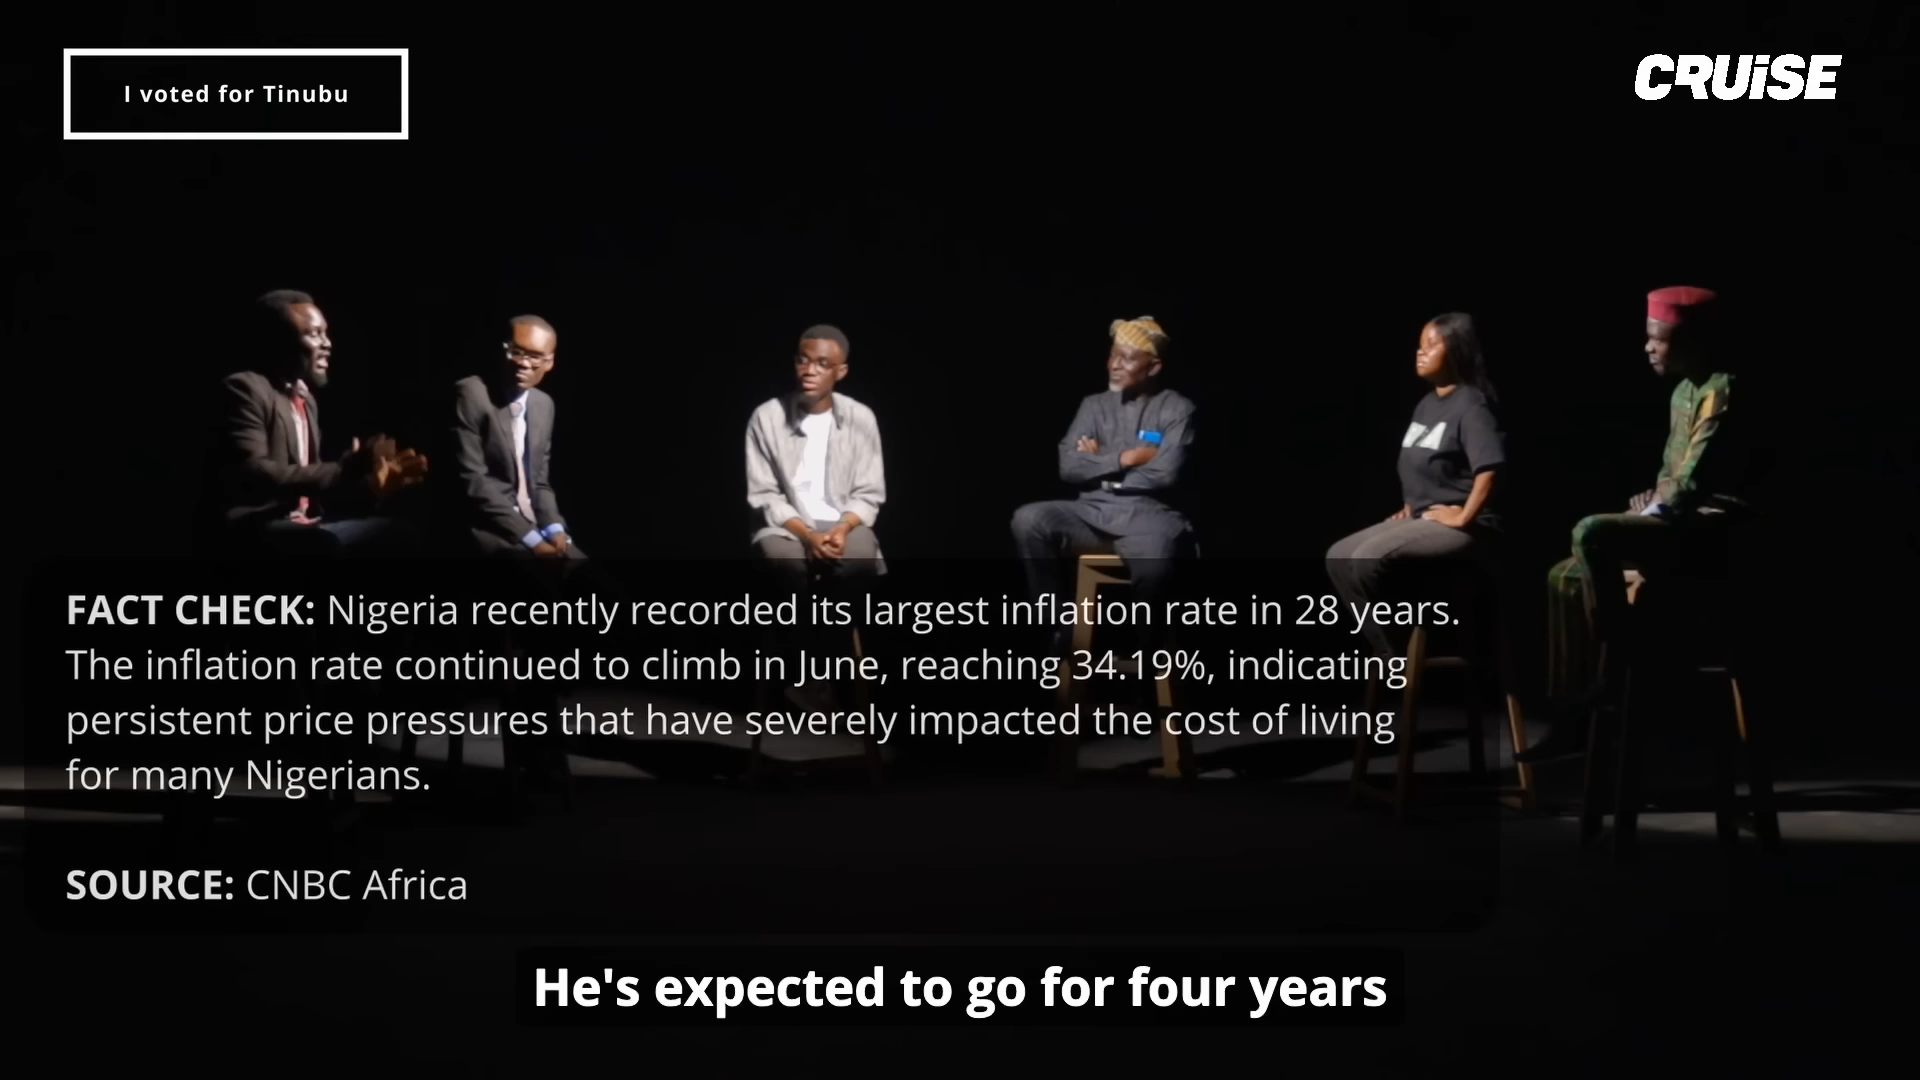 I voted for Tinubu
CRUiSE
FACT CHECK: Nigeria recently recorded its largest inflation rate in 28 years.
The inflation rate continued to climb in June, reaching 34.19%, indicating
persistent price pressures that have severely impacted the cost of living
for many Nigerians.
SOURCE: CNBC Africa
He's expected to go for four years